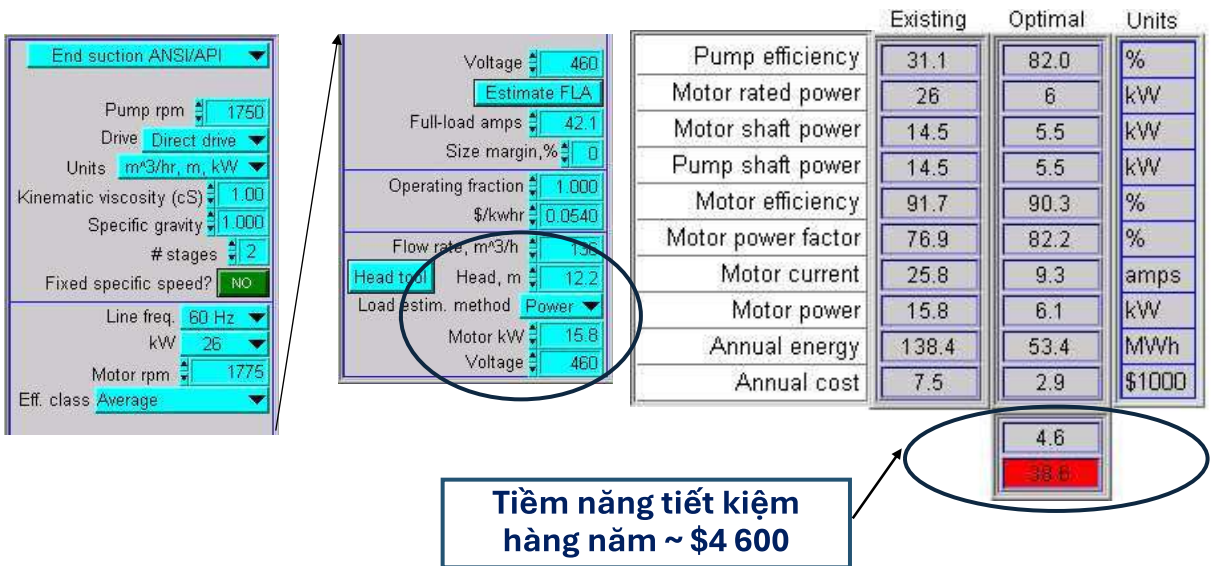 End suction ANSI/API
Pump rpm 1750
Drive Direct drive
Units m^3/hr, m, kW
Kinematic viscosity (cS) 1.00
Specific gravity 1.000
# stages 2
Fixed specific speed? NO
Line freq. 60 Hz
kW 26
Motor rpm 1775
Eff. class Average
Voltage 460
Estimate FLA
Full-load amps 42.1
Size margin,% 0
Operating fraction 1.000
$/kwhr 0.0540
Flow rate, m^3/h
Head tool Head, m 12.2
Load estim. method Power
Motor kW 15.8
Voltage 460
Existing Optimal Units
Pump efficiency 31.1 82.0 %
Motor rated power 26 6 kW
Motor shaft power 14.5 5.5 kW
Pump shaft power 14.5 5.5 kW
Motor efficiency 91.7 90.3 %
Motor power factor 76.9 82.2 %
Motor current 25.8 9.3 amps
Motor power 15.8 6.1 kW
Annual energy 138.4 53.4 MWh
Annual cost 7.5 2.9 $1000
4.6
38.6
Tiềm năng tiết kiệm
hàng năm ~ $4 600